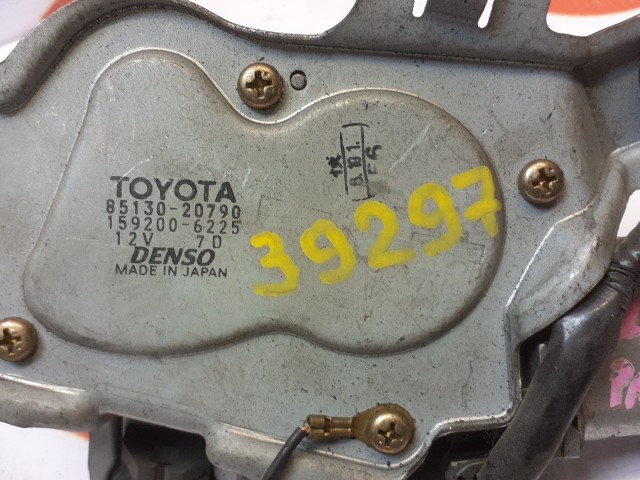 TOYOTA
85130-20790
159200-6225
12V 7D
DENSO
MADE IN JAPAN
39297